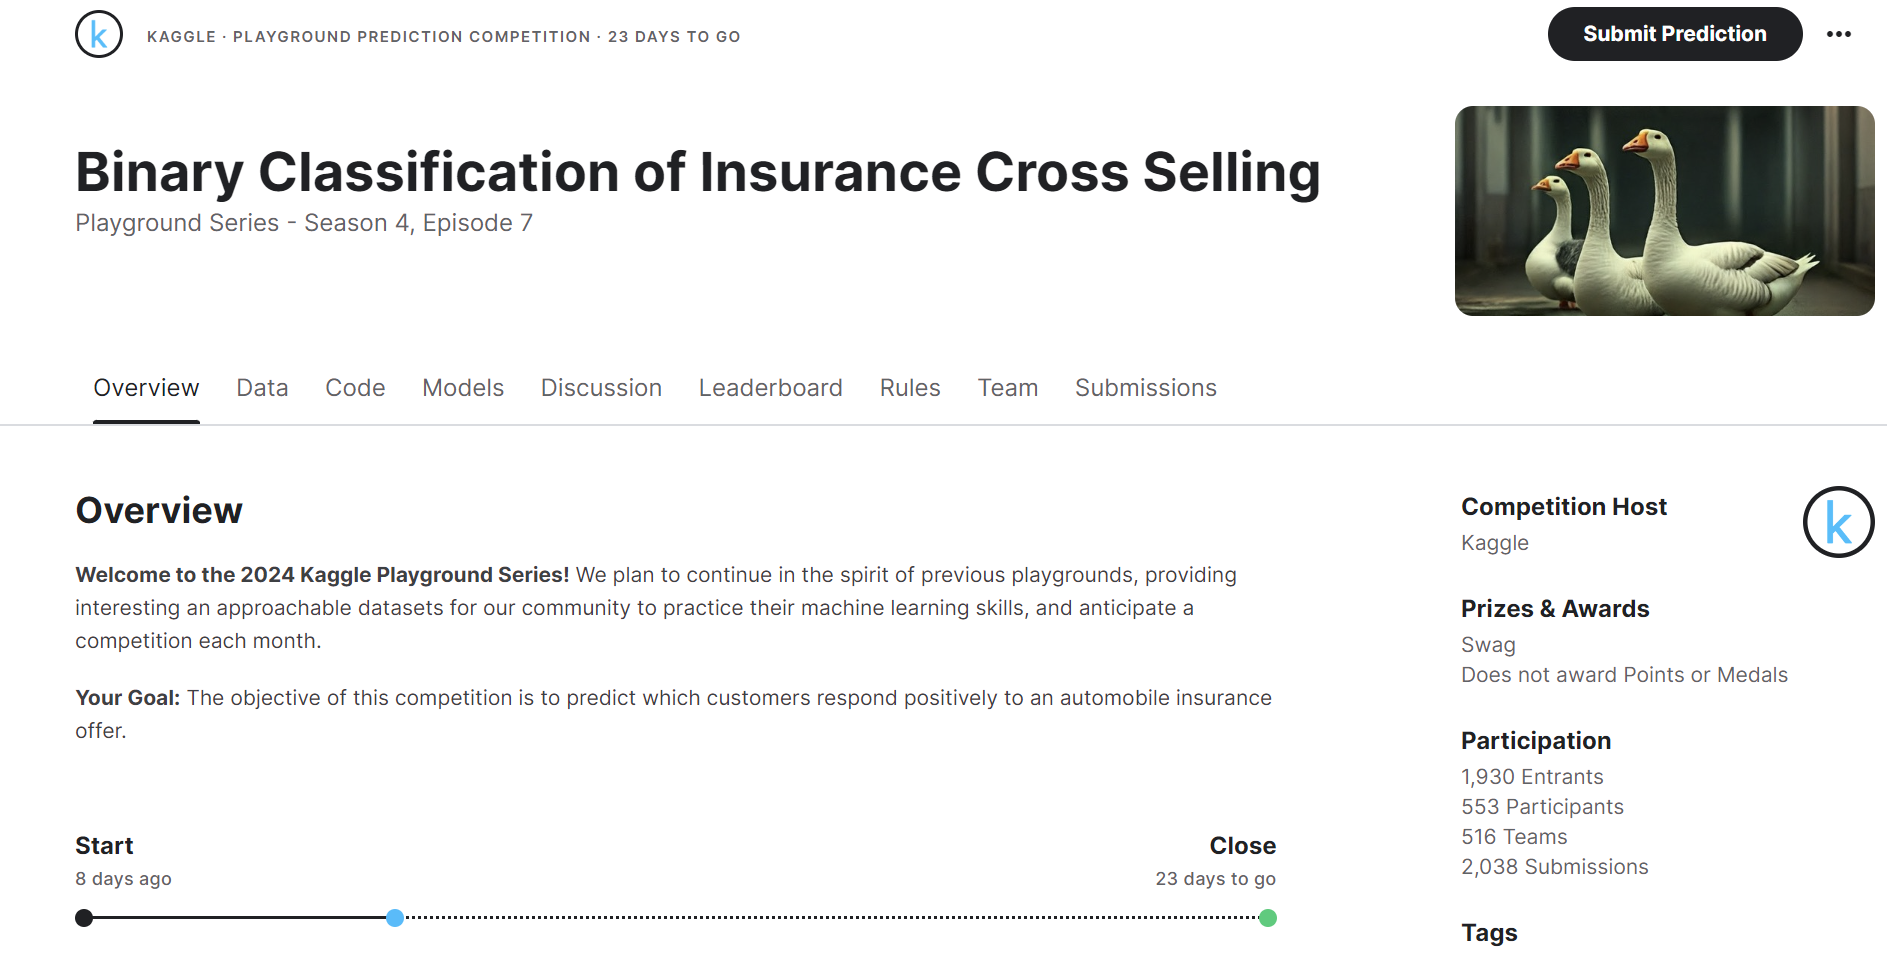 k
KAGGLE · PLAYGROUND PREDICTION COMPETITION · 23 DAYS TO GO
Submit Prediction
Binary Classification of Insurance Cross Selling
Playground Series - Season 4, Episode 7
Overview Data Code Models Discussion Leaderboard Rules Team Submissions
Overview
Welcome to the 2024 Kaggle Playground Series! We plan to continue in the spirit of previous playgrounds, providing
interesting an approachable datasets for our community to practice their machine learning skills, and anticipate a
competition each month.
Your Goal: The objective of this competition is to predict which customers respond positively to an automobile insurance
offer.
Start
8 days ago
Close
23 days to go
Competition Host
Kaggle
k
Prizes & Awards
Swag
Does not award Points or Medals
Participation
1,930 Entrants
553 Participants
516 Teams
2,038 Submissions
Tags